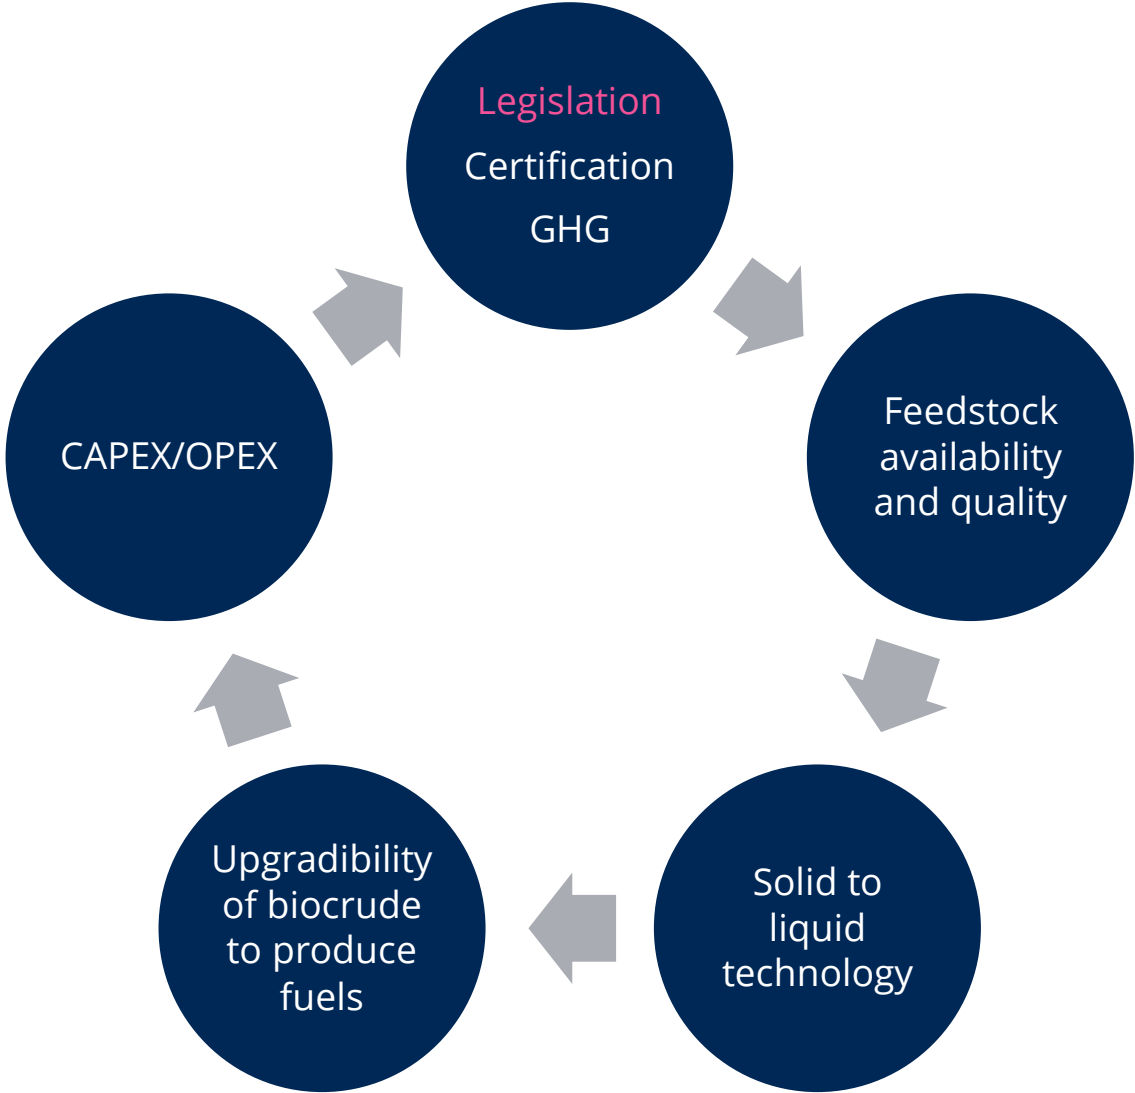 Legislation
Certification
GHG
Feedstock
availability
and quality
Solid to
liquid
technology
Upgradibility
of biocrude
to produce
fuels
CAPEX/OPEX